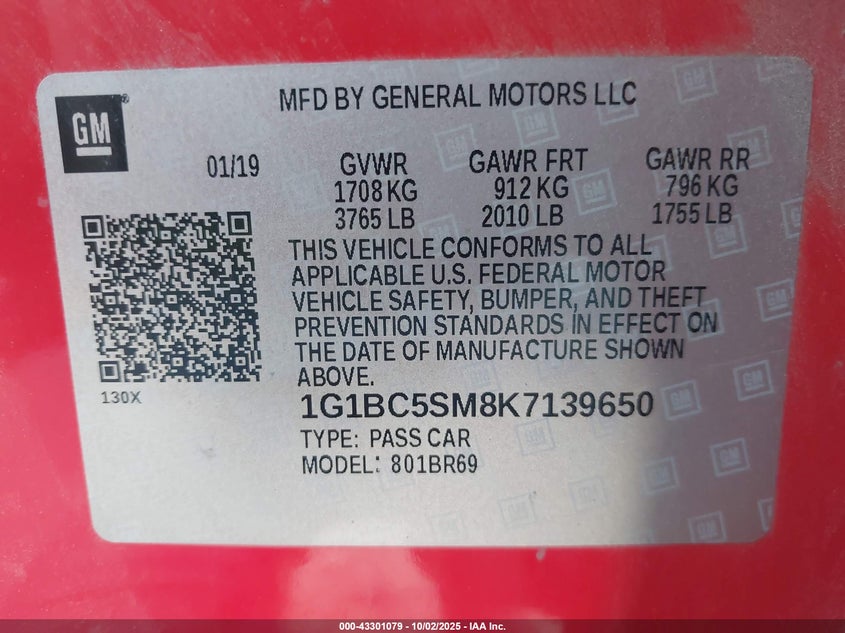 MFD BY GENERAL MOTORS LLC
GM
01/19 GVWR GAWR FRT GAWR RR
1708 KG 912 KG 796 KG
3765 LB 2010 LB 1755 LB
THIS VEHICLE CONFORMS TO ALL
APPLICABLE U.S. FEDERAL MOTOR
VEHICLE SAFETY, BUMPER, AND THEFT
PREVENTION STANDARDS IN EFFECT ON
THE DATE OF MANUFACTURE SHOWN
ABOVE.
130X
1G1BC5SM8K7139650
TYPE: PASS CAR
MODEL: 801BR69
000-43301079 - 10/02/2025 - IAA Inc.